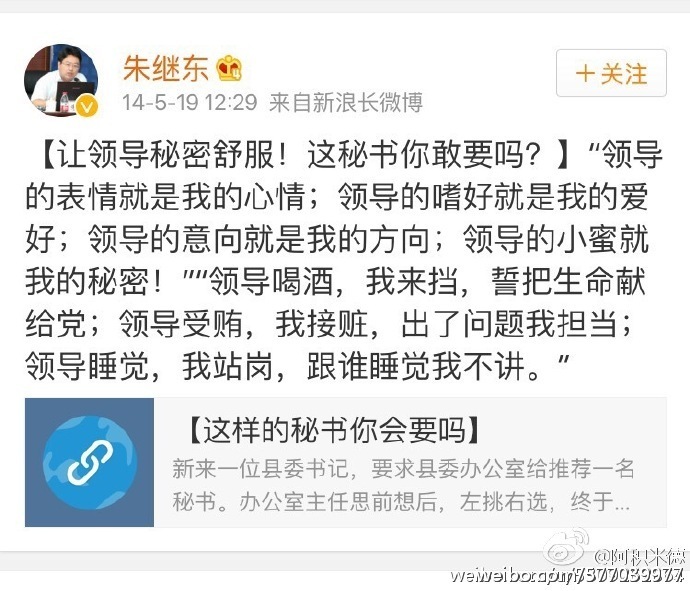 朱继东
+关注
14-5-19 12:29 来自新浪长微博
【让领导秘密舒服！这秘书你敢要吗？】“领导
的表情就是我的心情；领导的嗜好就是我的爱
好；领导的意向就是我的方向；领导的小蜜就
我的秘密！”“领导喝酒，我来挡，誓把生命献
给党；领导受贿，我接赃，出了问题我担当；
领导睡觉，我站岗，跟谁睡觉我不讲。”
【这样的秘书你会要吗】
新来一位县委书记，要求县委办公室给推荐一名
秘书。办公室主任思前想后，左挑右选，终于...
@阿积米德